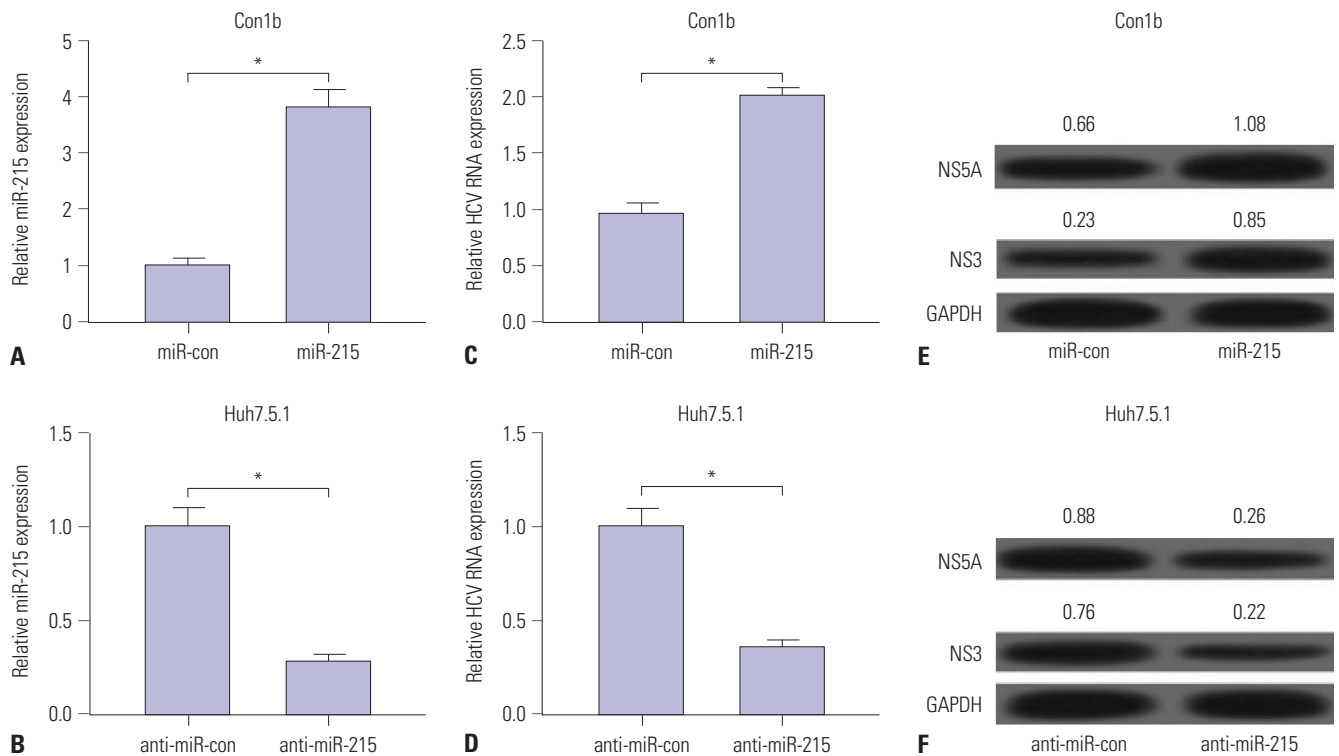 Con1b
Relative miR-215 expression
5
4
3
2
1
0
*
miR-con
miR-215
A
Con1b
Relative HCV RNA expression
2.5
2.0
1.5
1.0
0.5
0.0
*
miR-con
miR-215
C
Con1b
0.66
1.08
NS5A
0.23
0.85
NS3
GAPDH
miR-con
miR-215
E
Huh7.5.1
Relative miR-215 expression
1.5
1.0
0.5
0.0
*
anti-miR-con
anti-miR-215
B
Huh7.5.1
Relative HCV RNA expression
1.5
1.0
0.5
0.0
*
anti-miR-con
anti-miR-215
D
Huh7.5.1
0.88
0.26
NS5A
0.76
0.22
NS3
GAPDH
anti-miR-con
anti-miR-215
F